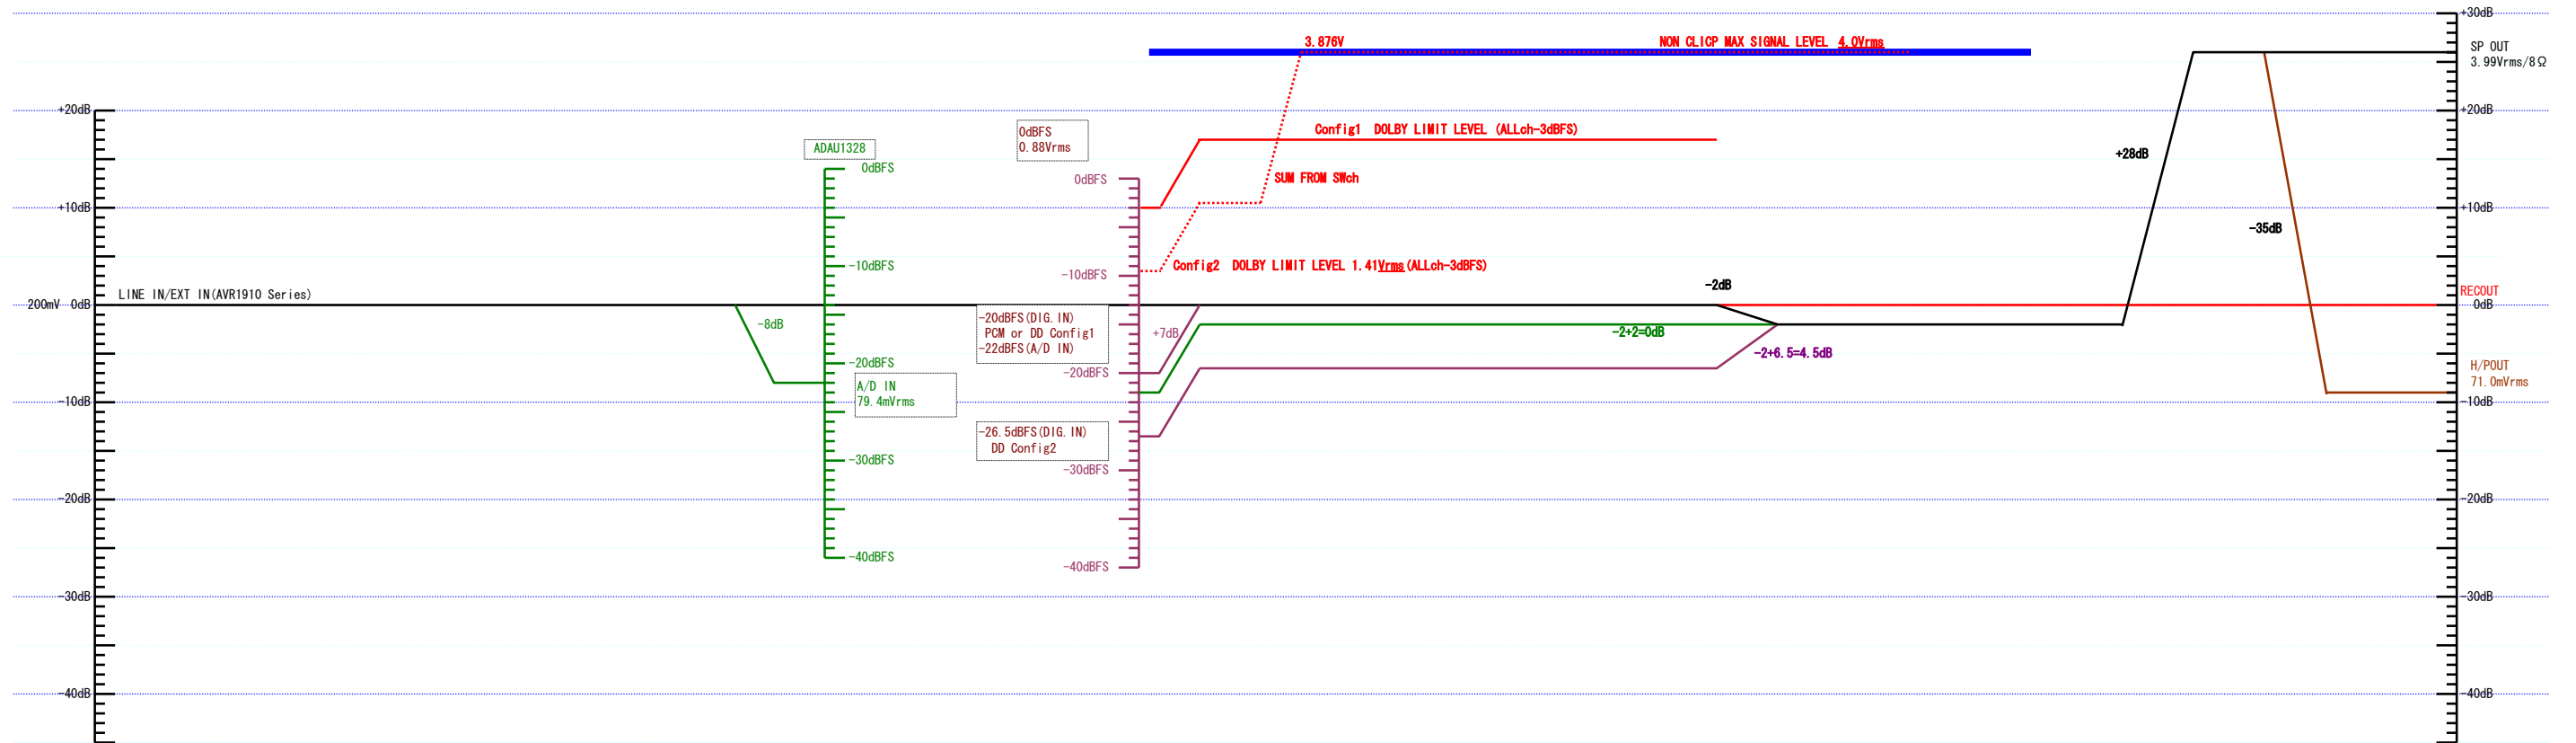 +30dB
3.876V
NON CLICP MAX SIGNAL LEVEL 4.0Vrms
SP OUT
3.99Vrms/8Ω
+20dB
+20dB
0dBFS
0.88Vrms
Config1 DOLBY LIMIT LEVEL (ALLch-3dBFS)
ADAU1328
+28dB
0dBFS
0dBFS
SUM FROM SWch
+10dB
+10dB
-35dB
-10dBFS
-10dBFS
Config2 DOLBY LIMIT LEVEL 1.41Vrms(ALLch-3dBFS)
-2dB
RECOUT
LINE IN/EXT IN(AVR1910 Series)
200mV 0dB
0dB
-8dB
-20dBFS(DIG.IN)
PCM or DD Config1
-22dBFS(A/D IN)
+7dB
-2+2=0dB
-2+6.5=4.5dB
-20dBFS
-20dBFS
H/POUT
71.0mVrms
A/D IN
79.4mVrms
-10dB
-10dB
-26.5dBFS(DIG.IN)
DD Config2
-30dBFS
-30dBFS
-20dB
-20dB
-40dBFS
-40dBFS
-30dB
-30dB
-40dB
-40dB